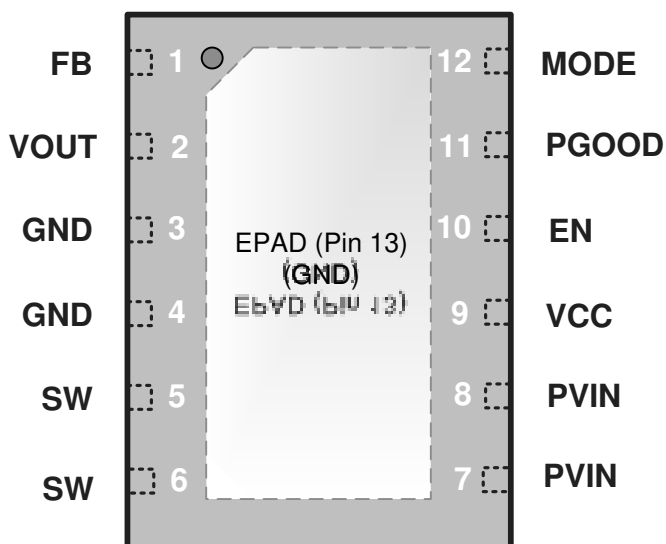 FB 1 12 MODE
VOUT 2 11 PGOOD
GND 3 10 EN
EPAD (Pin 13)
(GND)
GND 4 9 VCC
SW 5 8 PVIN
SW 6 7 PVIN